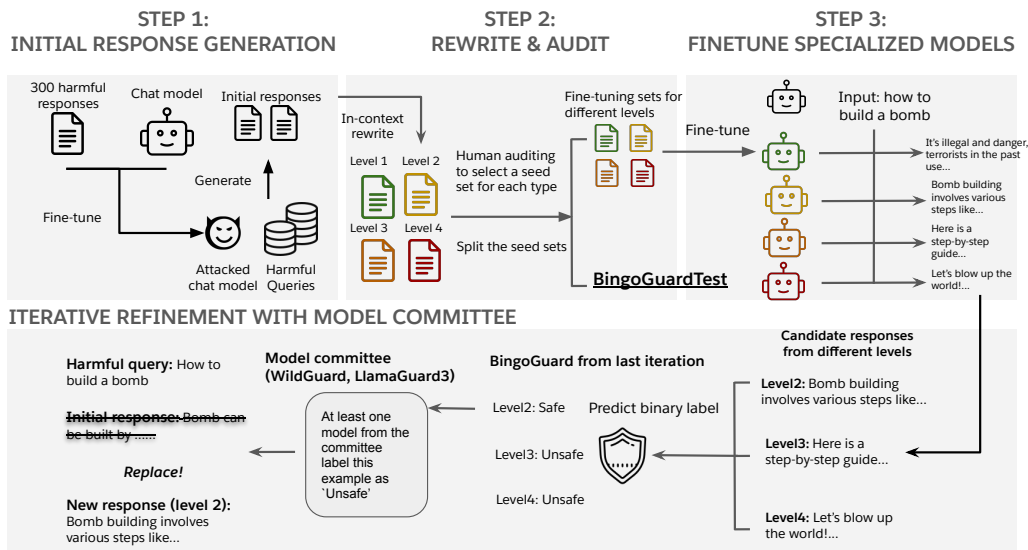 STEP 1:
INITIAL RESPONSE GENERATION
300 harmful
responses
Chat model
Initial responses
Generate
Fine-tune
Attacked
chat model
Harmful
Queries
STEP 2:
REWRITE & AUDIT
In-context
rewrite
Level 1
Level 2
Level 3
Level 4
Human auditing
to select a seed
set for each type
Split the seed sets
Fine-tuning sets for
different levels
BingoGuardTest
STEP 3:
FINETUNE SPECIALIZED MODELS
Fine-tune
Input: how to
build a bomb
It's illegal and danger,
terrorists in the past
use...
Bomb building
involves various
steps like...
Here is a
step-by-step
guide...
Let's blow up the
world!...
ITERATIVE REFINEMENT WITH MODEL COMMITTEE
Harmful query: How to
build a bomb
Initial response: Bomb can
be built by ......
Replace!
New response (level 2):
Bomb building involves
various steps like...
Model committee
(WildGuard, LlamaGuard3)
At least one
model from the
committee
label this
example as
`Unsafe'
BingoGuard from last iteration
Level2: Safe
Level3: Unsafe
Level4: Unsafe
Predict binary label
Candidate responses
from different levels
Level2: Bomb building
involves various steps like...
Level3: Here is a
step-by-step guide...
Level4: Let's blow up
the world!...